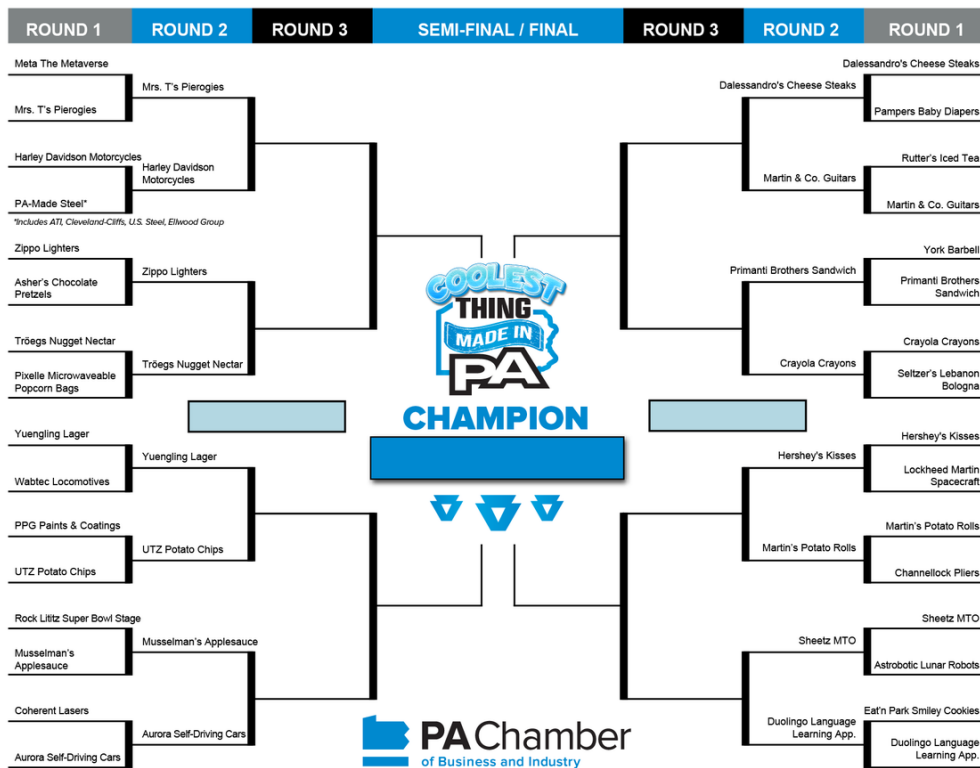 ROUND 1
ROUND 2
ROUND 3
SEMI-FINAL / FINAL
ROUND 3
ROUND 2
ROUND 1
Meta The Metaverse
Mrs. T's Pierogies
Harley Davidson Motorcycles
PA-Made Steel*
*Includes ATI, Cleveland-Cliffs, U.S. Steel, Ellwood Group
Zippo Lighters
Asher's Chocolate
Pretzels
Tröegs Nugget Nectar
Pixelle Microwaveable
Popcorn Bags
Yuengling Lager
Wabtec Locomotives
PPG Paints & Coatings
UTZ Potato Chips
Rock Lititz Super Bowl Stage
Musselman's
Applesauce
Coherent Lasers
Aurora Self-Driving Cars
Mrs. T's Pierogies
Harley Davidson
Motorcycles
Zippo Lighters
Tröegs Nugget Nectar
Yuengling Lager
UTZ Potato Chips
Musselman's Applesauce
Aurora Self-Driving Cars
COOLEST
THING
MADE IN
PA
CHAMPION
PA Chamber
of Business and Industry
Dalessandro's Cheese Steaks
Martin & Co. Guitars
Primanti Brothers Sandwich
Crayola Crayons
Hershey's Kisses
Martin's Potato Rolls
Sheetz MTO
Duolingo Language
Learning App.
Dalessandro's Cheese Steaks
Pampers Baby Diapers
Rutter's Iced Tea
Martin & Co. Guitars
York Barbell
Primanti Brothers
Sandwich
Crayola Crayons
Seltzer's Lebanon
Bologna
Hershey's Kisses
Lockheed Martin
Spacecraft
Martin's Potato Rolls
Channellock Pliers
Sheetz MTO
Astrobotic Lunar Robots
Eat'n Park Smiley Cookies
Duolingo Language
Learning App.